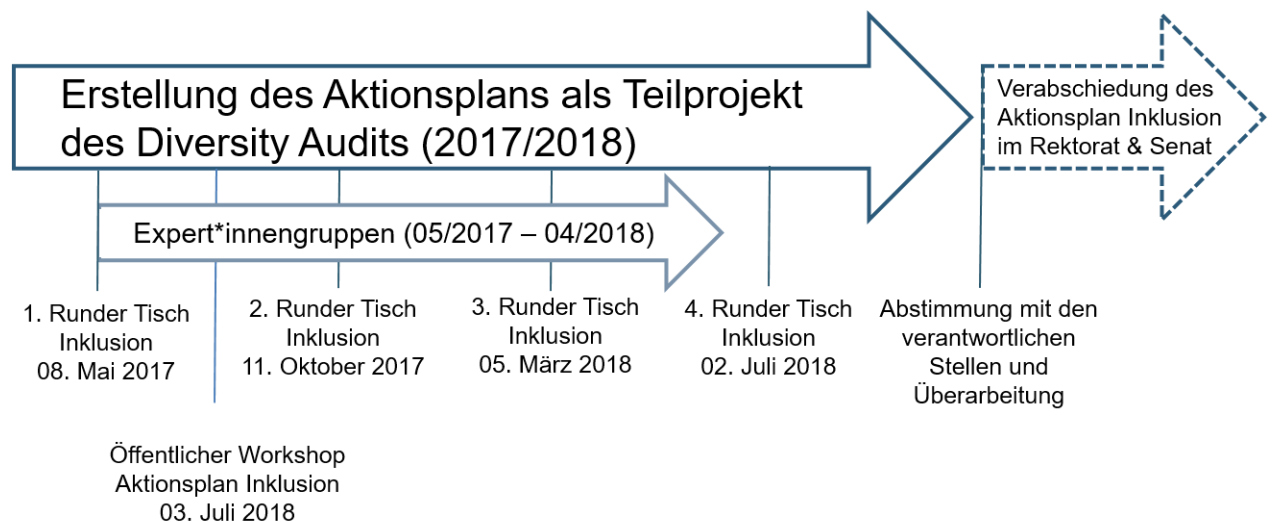 Erstellung des Aktionsplans als Teilprojekt
des Diversity Audits (2017/2018)
Verabschiedung des
Aktionsplan Inklusion
im Rektorat & Senat
Expert*innengruppen (05/2017 – 04/2018)
1. Runder Tisch
Inklusion
08. Mai 2017
2. Runder Tisch
Inklusion
11. Oktober 2017
3. Runder Tisch
Inklusion
05. März 2018
4. Runder Tisch
Inklusion
02. Juli 2018
Abstimmung mit den
verantwortlichen
Stellen und
Überarbeitung
Öffentlicher Workshop
Aktionsplan Inklusion
03. Juli 2018